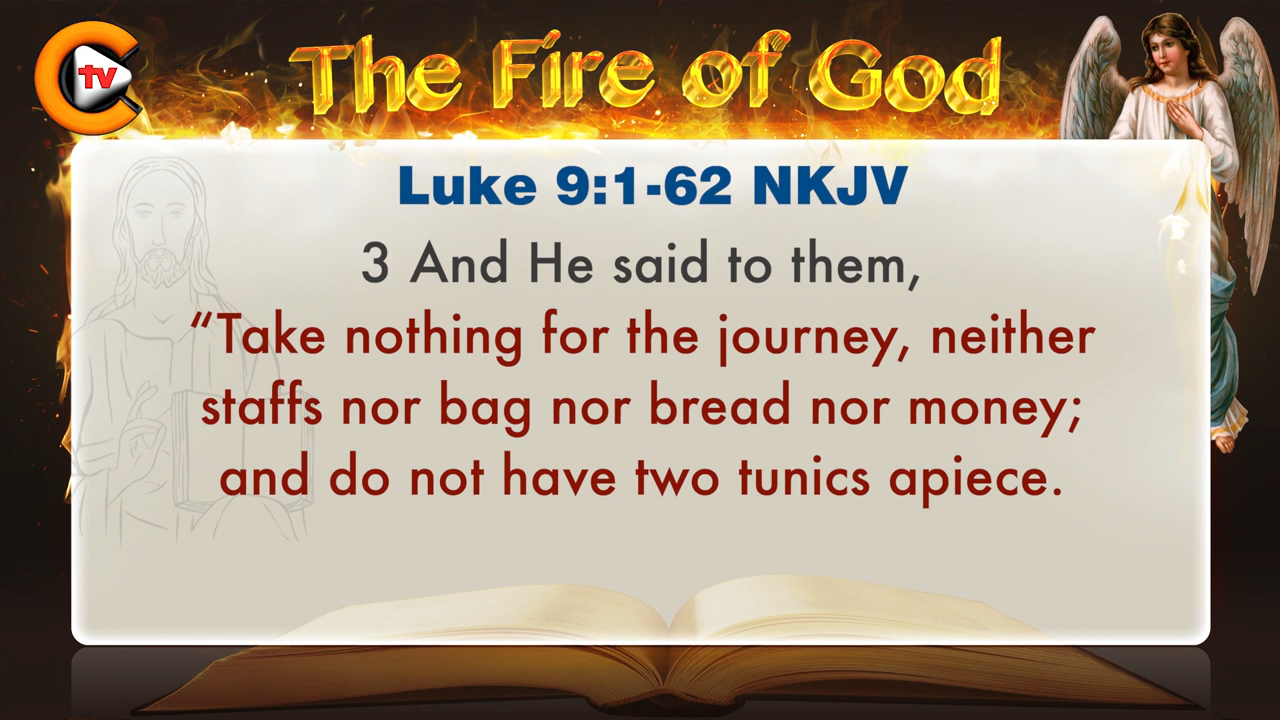 tv
The Fire of God
Luke 9:1-62 NKJV
3 And He said to them,
“Take nothing for the journey, neither
staffs nor bag nor bread nor money;
and do not have two tunics apiece.